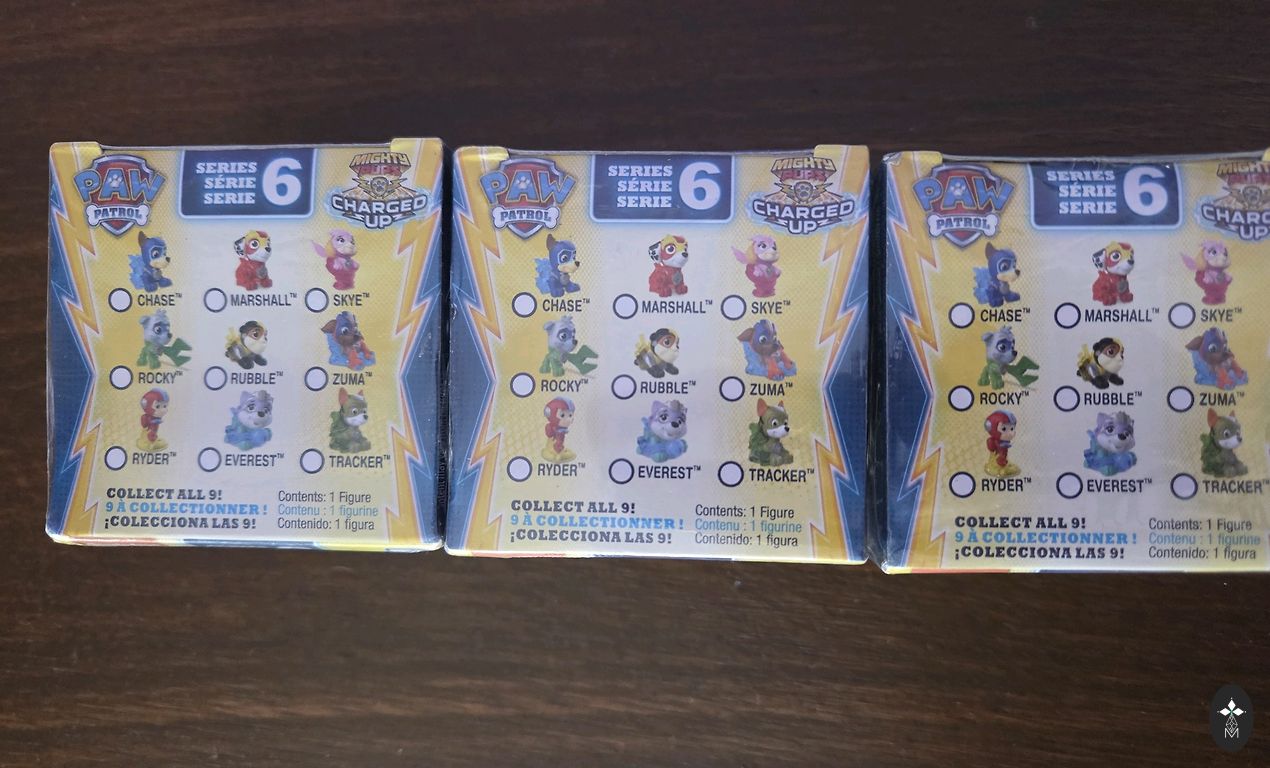 PAW
PATROL
SERIES
SÉRIE
SERIE
6
MIGHTY
PUPS
CHARGED
UP
CHASE™
MARSHALL™
SKYE™
ROCKY™
RUBBLE™
ZUMA™
RYDER™
EVEREST™
TRACKER™
COLLECT ALL 9!
9 À COLLECTIONNER !
¡COLECCIONA LAS 9!
Contents: 1 Figure
Contenu : 1 figurine
Contenido: 1 figura
PAW
PATROL
SERIES
SÉRIE
SERIE
6
MIGHTY
PUPS
CHARGED
UP
CHASE™
MARSHALL™
SKYE™
ROCKY™
RUBBLE™
ZUMA™
RYDER™
EVEREST™
TRACKER™
COLLECT ALL 9!
9 À COLLECTIONNER !
¡COLECCIONA LAS 9!
Contents: 1 Figure
Contenu : 1 figurine
Contenido: 1 figura
PAW
PATROL
SERIES
SÉRIE
SERIE
6
UP
CHASE™
MARSHALL™
SKYE™
ROCKY™
RUBBLE™
ZUMA™
RYDER™
EVEREST™
TRACKER™
COLLECT ALL 9!
9 À COLLECTIONNER !
¡COLECCIONA LAS 9!
Contents: 1 Figure
Contenu : 1 figurine
Contenido: 1 figura
M